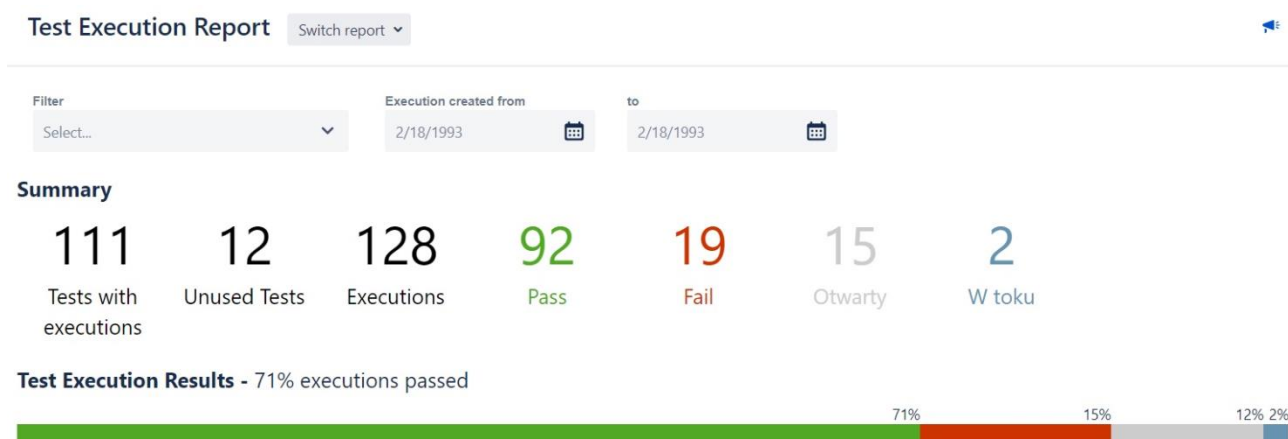 Test Execution Report Switch report
Filter Execution created from to
Select... 2/18/1993 2/18/1993
Summary
111 12 128 92 19 15 2
Tests with Unused Tests Executions Pass Fail Otwarty W toku
executions
Test Execution Results - 71% executions passed
71% 15% 12% 2%